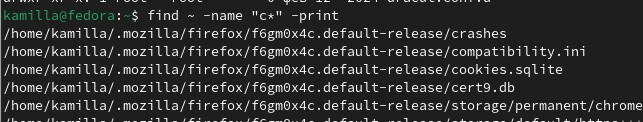 kamilla@fedora:~$ find ~ -name "c*" -print
/home/kamilla/.mozilla/firefox/f6gm0x4c.default-release/crashes
/home/kamilla/.mozilla/firefox/f6gm0x4c.default-release/compatibility.ini
/home/kamilla/.mozilla/firefox/f6gm0x4c.default-release/cookies.sqlite
/home/kamilla/.mozilla/firefox/f6gm0x4c.default-release/cert9.db
/home/kamilla/.mozilla/firefox/f6gm0x4c.default-release/storage/permanent/chrome